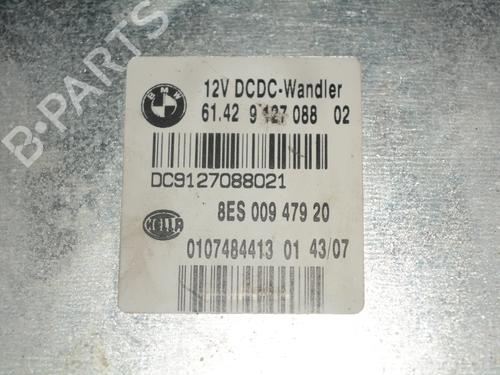 B-PARTS
BMW
12V DCDC-Wandler
61.42 9 127 088 02
DC9127088021
8ES 009 479 20
HELLA
0107484413 01 43/07